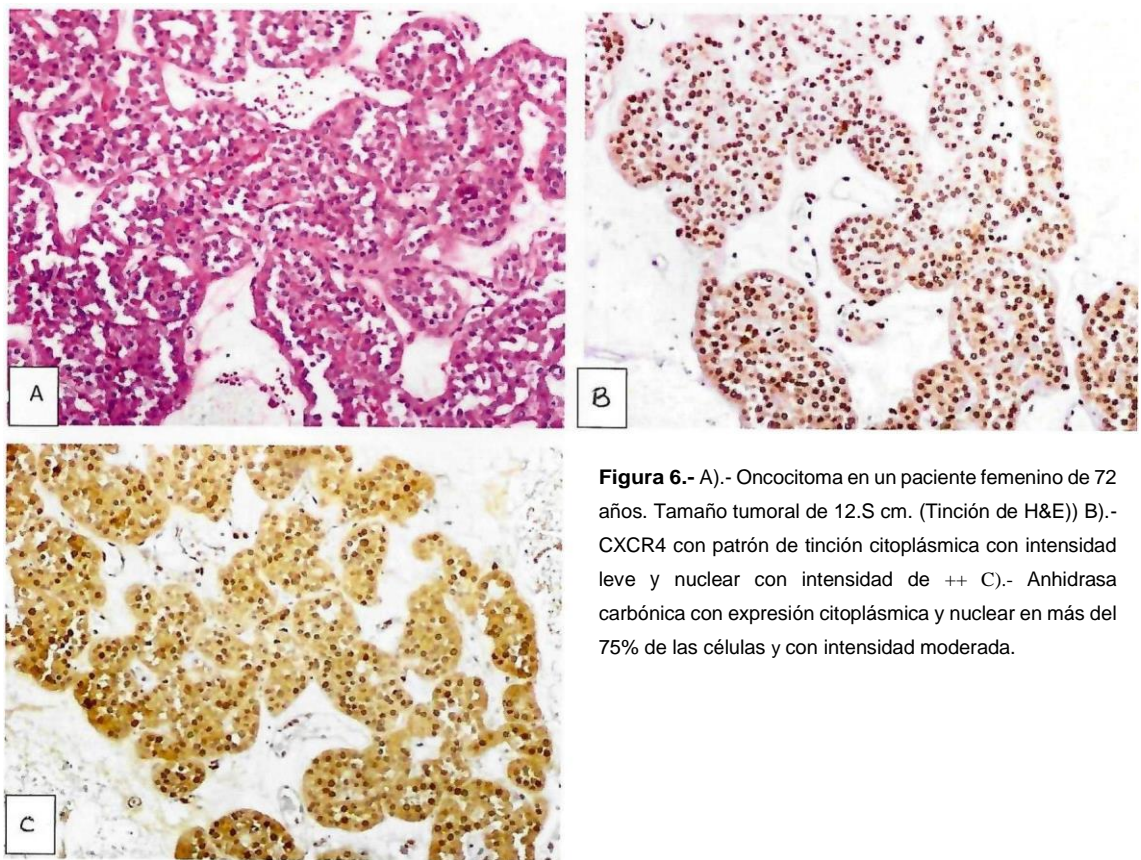 A
B
C
Figura 6.- A).- Oncocitoma en un paciente femenino de 72
años. Tamaño tumoral de 12.S cm. (Tinción de H&E)) B).-
CXCR4 con patrón de tinción citoplásmica con intensidad
leve y nuclear con intensidad de ++ C).- Anhidrasa
carbónica con expresión citoplásmica y nuclear en más del
75% de las células y con intensidad moderada.